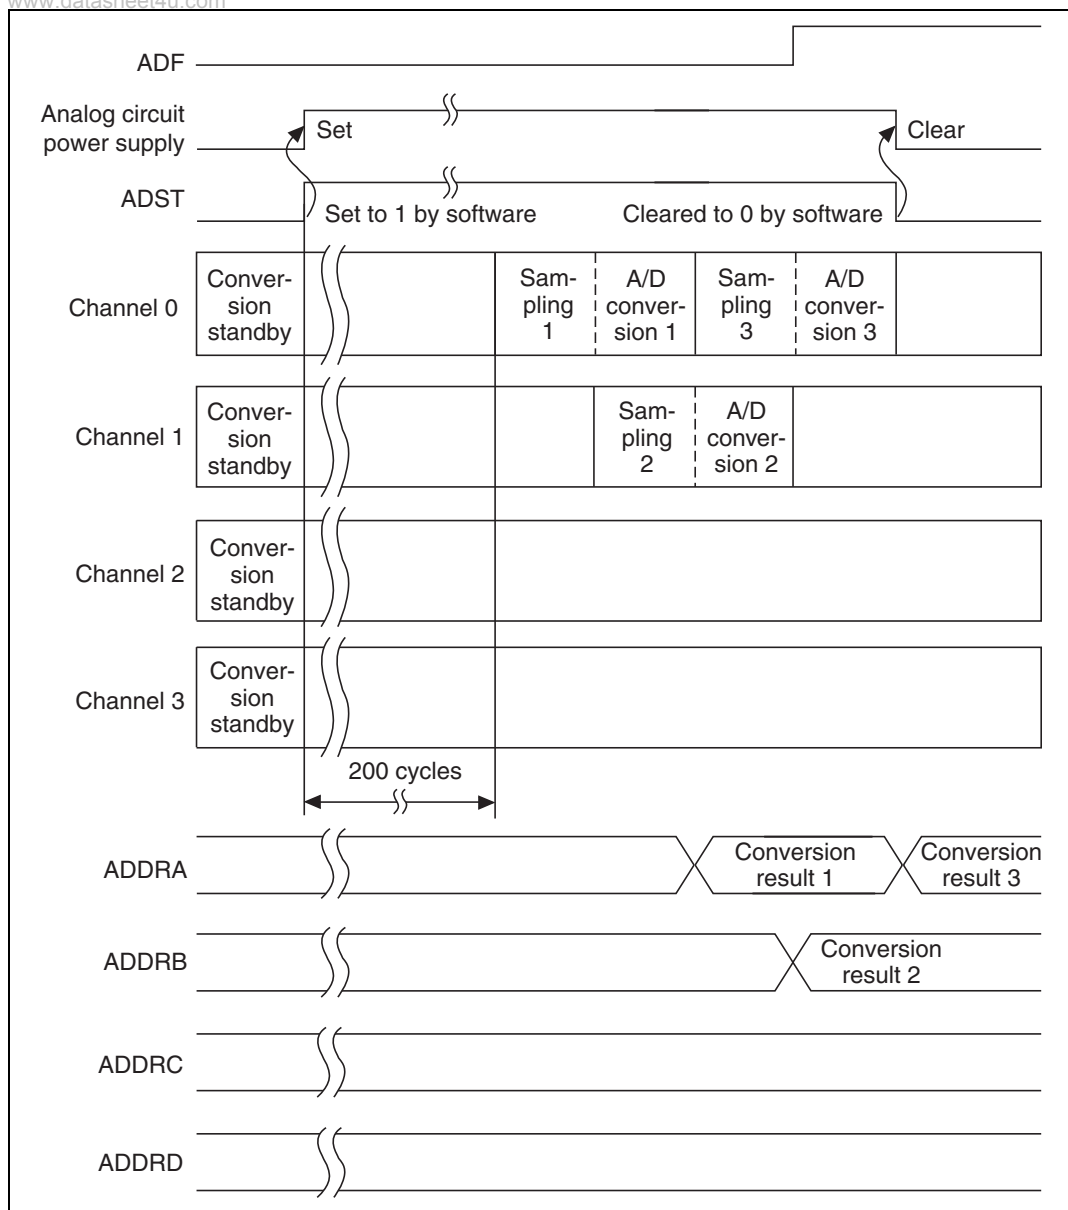 www.datasheet4u.com
ADF
Analog circuit
power supply
Set
Clear
ADST
Set to 1 by software
Cleared to 0 by software
Channel 0
Conver-
sion
standby
Sam-
pling
1
A/D
conver-
sion 1
Sam-
pling
3
A/D
conver-
sion 3
Channel 1
Conver-
sion
standby
Sam-
pling
2
A/D
conver-
sion 2
Channel 2
Conver-
sion
standby
Channel 3
Conver-
sion
standby
200 cycles
ADDRA
Conversion
result 1
Conversion
result 3
ADDRB
Conversion
result 2
ADDRC
ADDRD